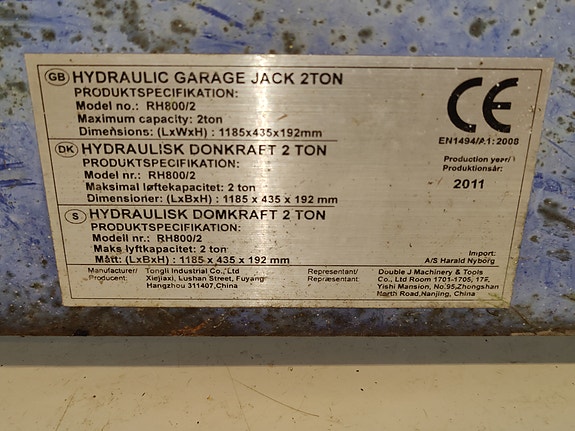 GB HYDRAULIC GARAGE JACK 2TON
PRODUKTSPECIFIKATION:
Model no.: RH800/2
Maximum capacity: 2ton
Dimensions: (LxWxH) : 1185x435x192mm
DK HYDRAULISK DONKRAFT 2 TON
PRODUKTSPECIFIKATION:
Model nr.: RH800/2
Maksimal løftekapacitet: 2 ton
Dimensioner: (LxBxH) : 1185 x 435 x 192 mm
S HYDRAULISK DOMKRAFT 2 TON
PRODUKTSPECIFIKATION:
Modell nr.: RH800/2
Maks lyftkapacitet: 2 ton
Mått: (LxBxH) : 1185 x 435 x 192 mm
CE
EN1494/A1:2008
Production year/
Produktionsår:
2011
Import:
A/S Harald Nyborg
Manufacturer/
Producent:
Tongli Industrial Co.,Ltd
Xiejiaxi, Lushan Street, Fuyang
Hangzhou 311407,China
Representant/
Repræsentant:
Double J Machinery & Tools
Co., Ltd Room 1701-1705, 17F,
Yishi Mansion, No.95,Zhongshan
North Road,Nanjing, China